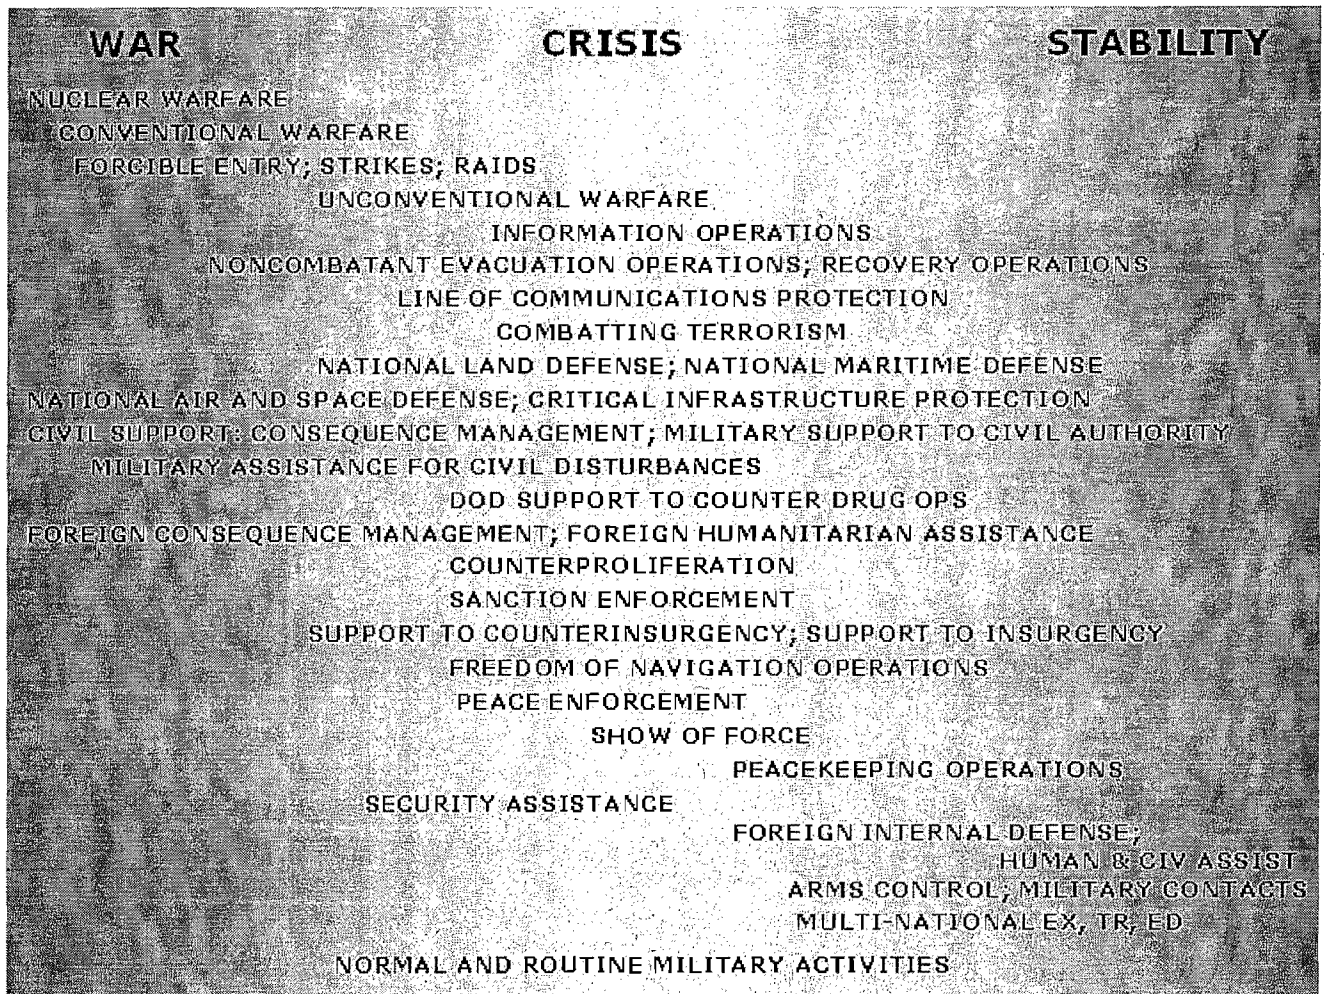 WAR CRISIS STABILITY
NUCLEAR WARFARE
CONVENTIONAL WARFARE
FORCIBLE ENTRY; STRIKES; RAIDS
UNCONVENTIONAL WARFARE
INFORMATION OPERATIONS
NONCOMBATANT EVACUATION OPERATIONS; RECOVERY OPERATIONS
LINE OF COMMUNICATIONS PROTECTION
COMBATTING TERRORISM
NATIONAL LAND DEFENSE; NATIONAL MARITIME DEFENSE
NATIONAL AIR AND SPACE DEFENSE; CRITICAL INFRASTRUCTURE PROTECTION
CIVIL SUPPORT: CONSEQUENCE MANAGEMENT; MILITARY SUPPORT TO CIVIL AUTHORITY
MILITARY ASSISTANCE FOR CIVIL DISTURBANCES
DOD SUPPORT TO COUNTER DRUG OPS
FOREIGN CONSEQUENCE MANAGEMENT; FOREIGN HUMANITARIAN ASSISTANCE
COUNTERPROLIFERATION
SANCTION ENFORCEMENT
SUPPORT TO COUNTERINSURGENCY; SUPPORT TO INSURGENCY
FREEDOM OF NAVIGATION OPERATIONS
PEACE ENFORCEMENT
SHOW OF FORCE
PEACEKEEPING OPERATIONS
SECURITY ASSISTANCE
FOREIGN INTERNAL DEFENSE;
HUMAN & CIV ASSIST
ARMS CONTROL; MILITARY CONTACTS
MULTI-NATIONAL EX, TR, ED
NORMAL AND ROUTINE MILITARY ACTIVITIES